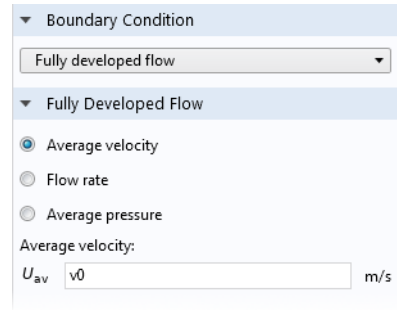 Boundary Condition
Fully developed flow
Fully Developed Flow
Average velocity
Flow rate
Average pressure
Average velocity:
Uav v0 m/s